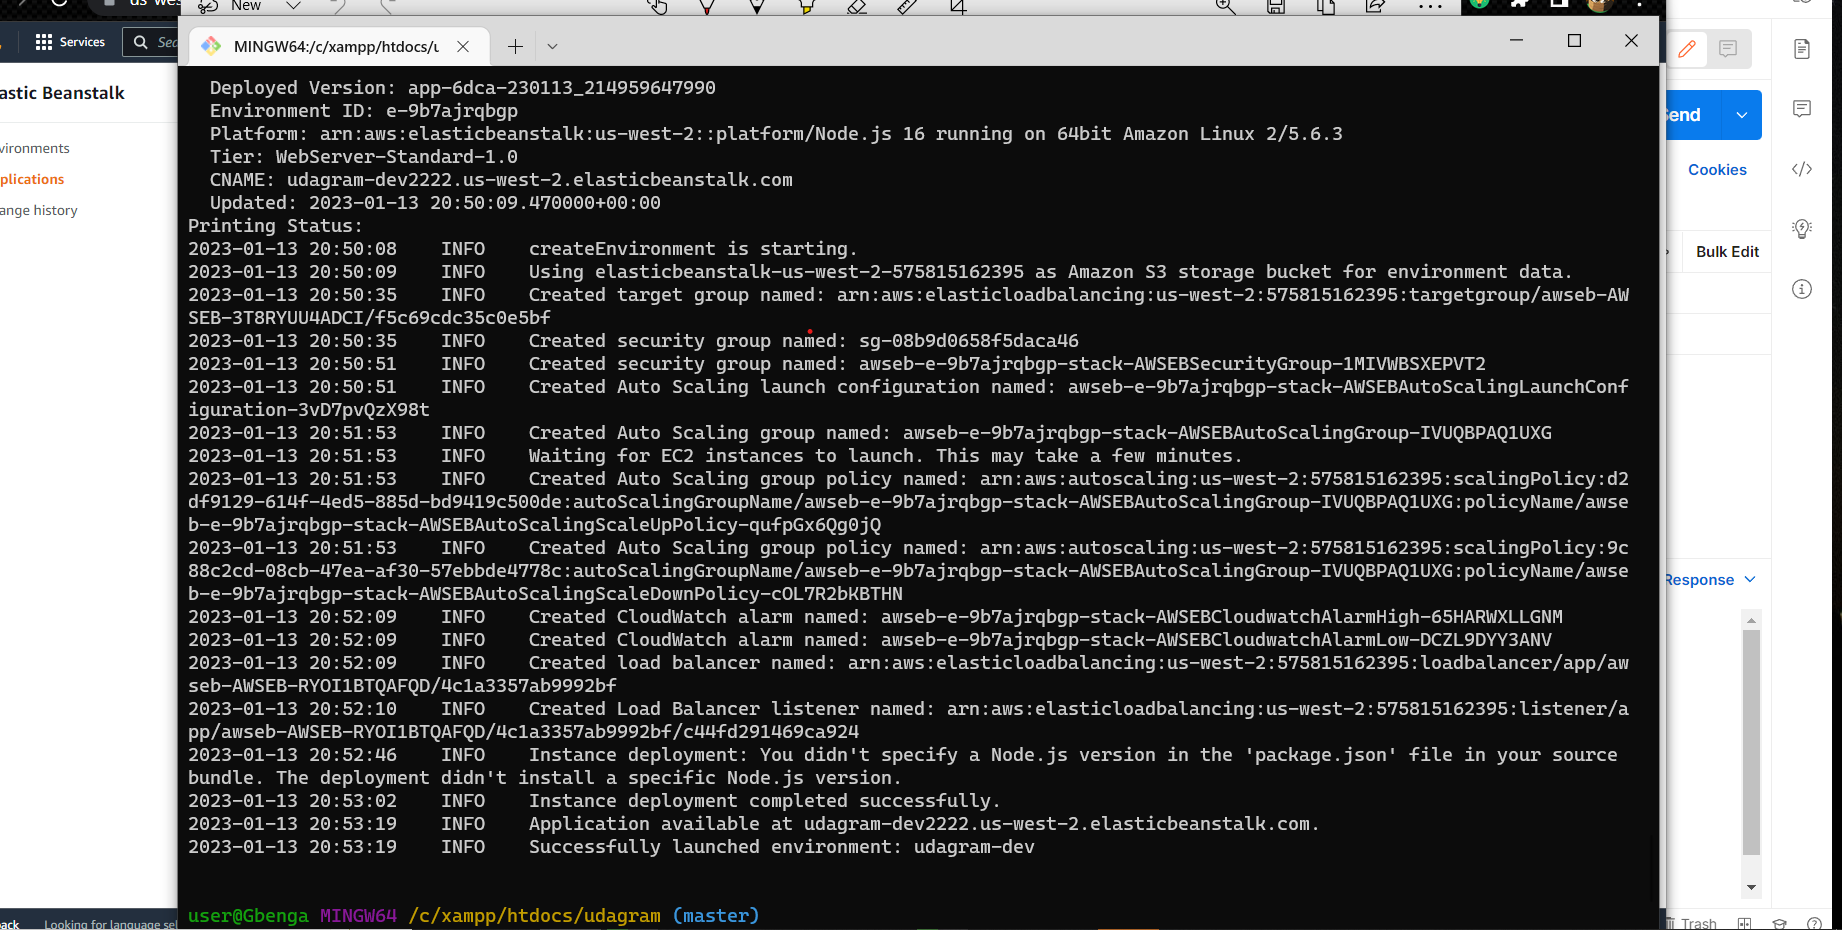 New
Services
MINGW64:/c/xampp/htdocs/u
astic Beanstalk
vironments
plications
ange history
Deployed Version: app-6dca-230113_214959647990
Environment ID: e-9b7ajrqbgp
Platform: arn:aws:elasticbeanstalk:us-west-2::platform/Node.js 16 running on 64bit Amazon Linux 2/5.6.3
Tier: WebServer-Standard-1.0
CNAME: udagram-dev2222.us-west-2.elasticbeanstalk.com
Updated: 2023-01-13 20:50:09.470000+00:00
Printing Status:
2023-01-13 20:50:08    INFO    createEnvironment is starting.
2023-01-13 20:50:09    INFO    Using elasticbeanstalk-us-west-2-575815162395 as Amazon S3 storage bucket for environment data.
2023-01-13 20:50:35    INFO    Created target group named: arn:aws:elasticloadbalancing:us-west-2:575815162395:targetgroup/awseb-AW
SEB-3T8RYUU4ADCI/f5c69cdc35c0e5bf
2023-01-13 20:50:35    INFO    Created security group named: sg-08b9d0658f5daca46
2023-01-13 20:50:51    INFO    Created security group named: awseb-e-9b7ajrqbgp-stack-AWSEBSecurityGroup-1MIVWBSXEPVT2
2023-01-13 20:50:51    INFO    Created Auto Scaling launch configuration named: awseb-e-9b7ajrqbgp-stack-AWSEBAutoScalingLaunchConf
iguration-3vD7pvQzX98t
2023-01-13 20:51:53    INFO    Created Auto Scaling group named: awseb-e-9b7ajrqbgp-stack-AWSEBAutoScalingGroup-IVUQBPAQ1UXG
2023-01-13 20:51:53    INFO    Waiting for EC2 instances to launch. This may take a few minutes.
2023-01-13 20:51:53    INFO    Created Auto Scaling group policy named: arn:aws:autoscaling:us-west-2:575815162395:scalingPolicy:d2
df9129-614f-4ed5-885d-bd9419c500de:autoScalingGroupName/awseb-e-9b7ajrqbgp-stack-AWSEBAutoScalingGroup-IVUQBPAQ1UXG:policyName/awse
b-e-9b7ajrqbgp-stack-AWSEBAutoScalingScaleUpPolicy-qufpGx6Qg0jQ
2023-01-13 20:51:53    INFO    Created Auto Scaling group policy named: arn:aws:autoscaling:us-west-2:575815162395:scalingPolicy:9c
88c2cd-08cb-47ea-af30-57ebbde4778c:autoScalingGroupName/awseb-e-9b7ajrqbgp-stack-AWSEBAutoScalingGroup-IVUQBPAQ1UXG:policyName/awse
b-e-9b7ajrqbgp-stack-AWSEBAutoScalingScaleDownPolicy-cOL7R2bKBTHN
2023-01-13 20:52:09    INFO    Created CloudWatch alarm named: awseb-e-9b7ajrqbgp-stack-AWSEBCloudwatchAlarmHigh-65HARWXLLGNM
2023-01-13 20:52:09    INFO    Created CloudWatch alarm named: awseb-e-9b7ajrqbgp-stack-AWSEBCloudwatchAlarmLow-DCZL9DYY3ANV
2023-01-13 20:52:09    INFO    Created load balancer named: arn:aws:elasticloadbalancing:us-west-2:575815162395:loadbalancer/app/aw
seb-AWSEB-RYOI1BTQAFQD/4c1a3357ab9992bf
2023-01-13 20:52:10    INFO    Created Load Balancer listener named: arn:aws:elasticloadbalancing:us-west-2:575815162395:listener/a
pp/awseb-AWSEB-RYOI1BTQAFQD/4c1a3357ab9992bf/c44fd291469ca924
2023-01-13 20:52:46    INFO    Instance deployment: You didn't specify a Node.js version in the 'package.json' file in your source
bundle. The deployment didn't install a specific Node.js version.
2023-01-13 20:53:02    INFO    Instance deployment completed successfully.
2023-01-13 20:53:19    INFO    Application available at udagram-dev2222.us-west-2.elasticbeanstalk.com.
2023-01-13 20:53:19    INFO    Successfully launched environment: udagram-dev
user@Gbenga MINGW64 /c/xampp/htdocs/udagram (master)
end
Cookies
Bulk Edit
Response
ack
Looking for language sel
Trash